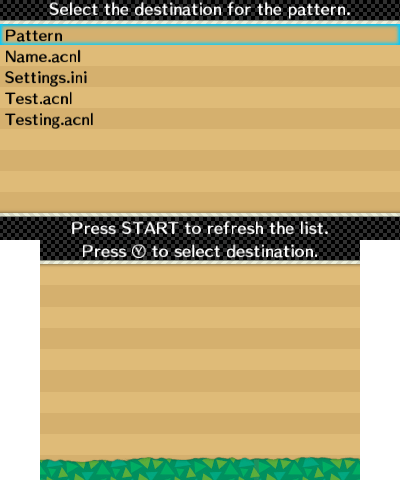 Select the destination for the pattern.
Pattern
Name.acnl
Settings.ini
Test.acnl
Testing.acnl
Press START to refresh the list.
Press Ⓨ to select destination.